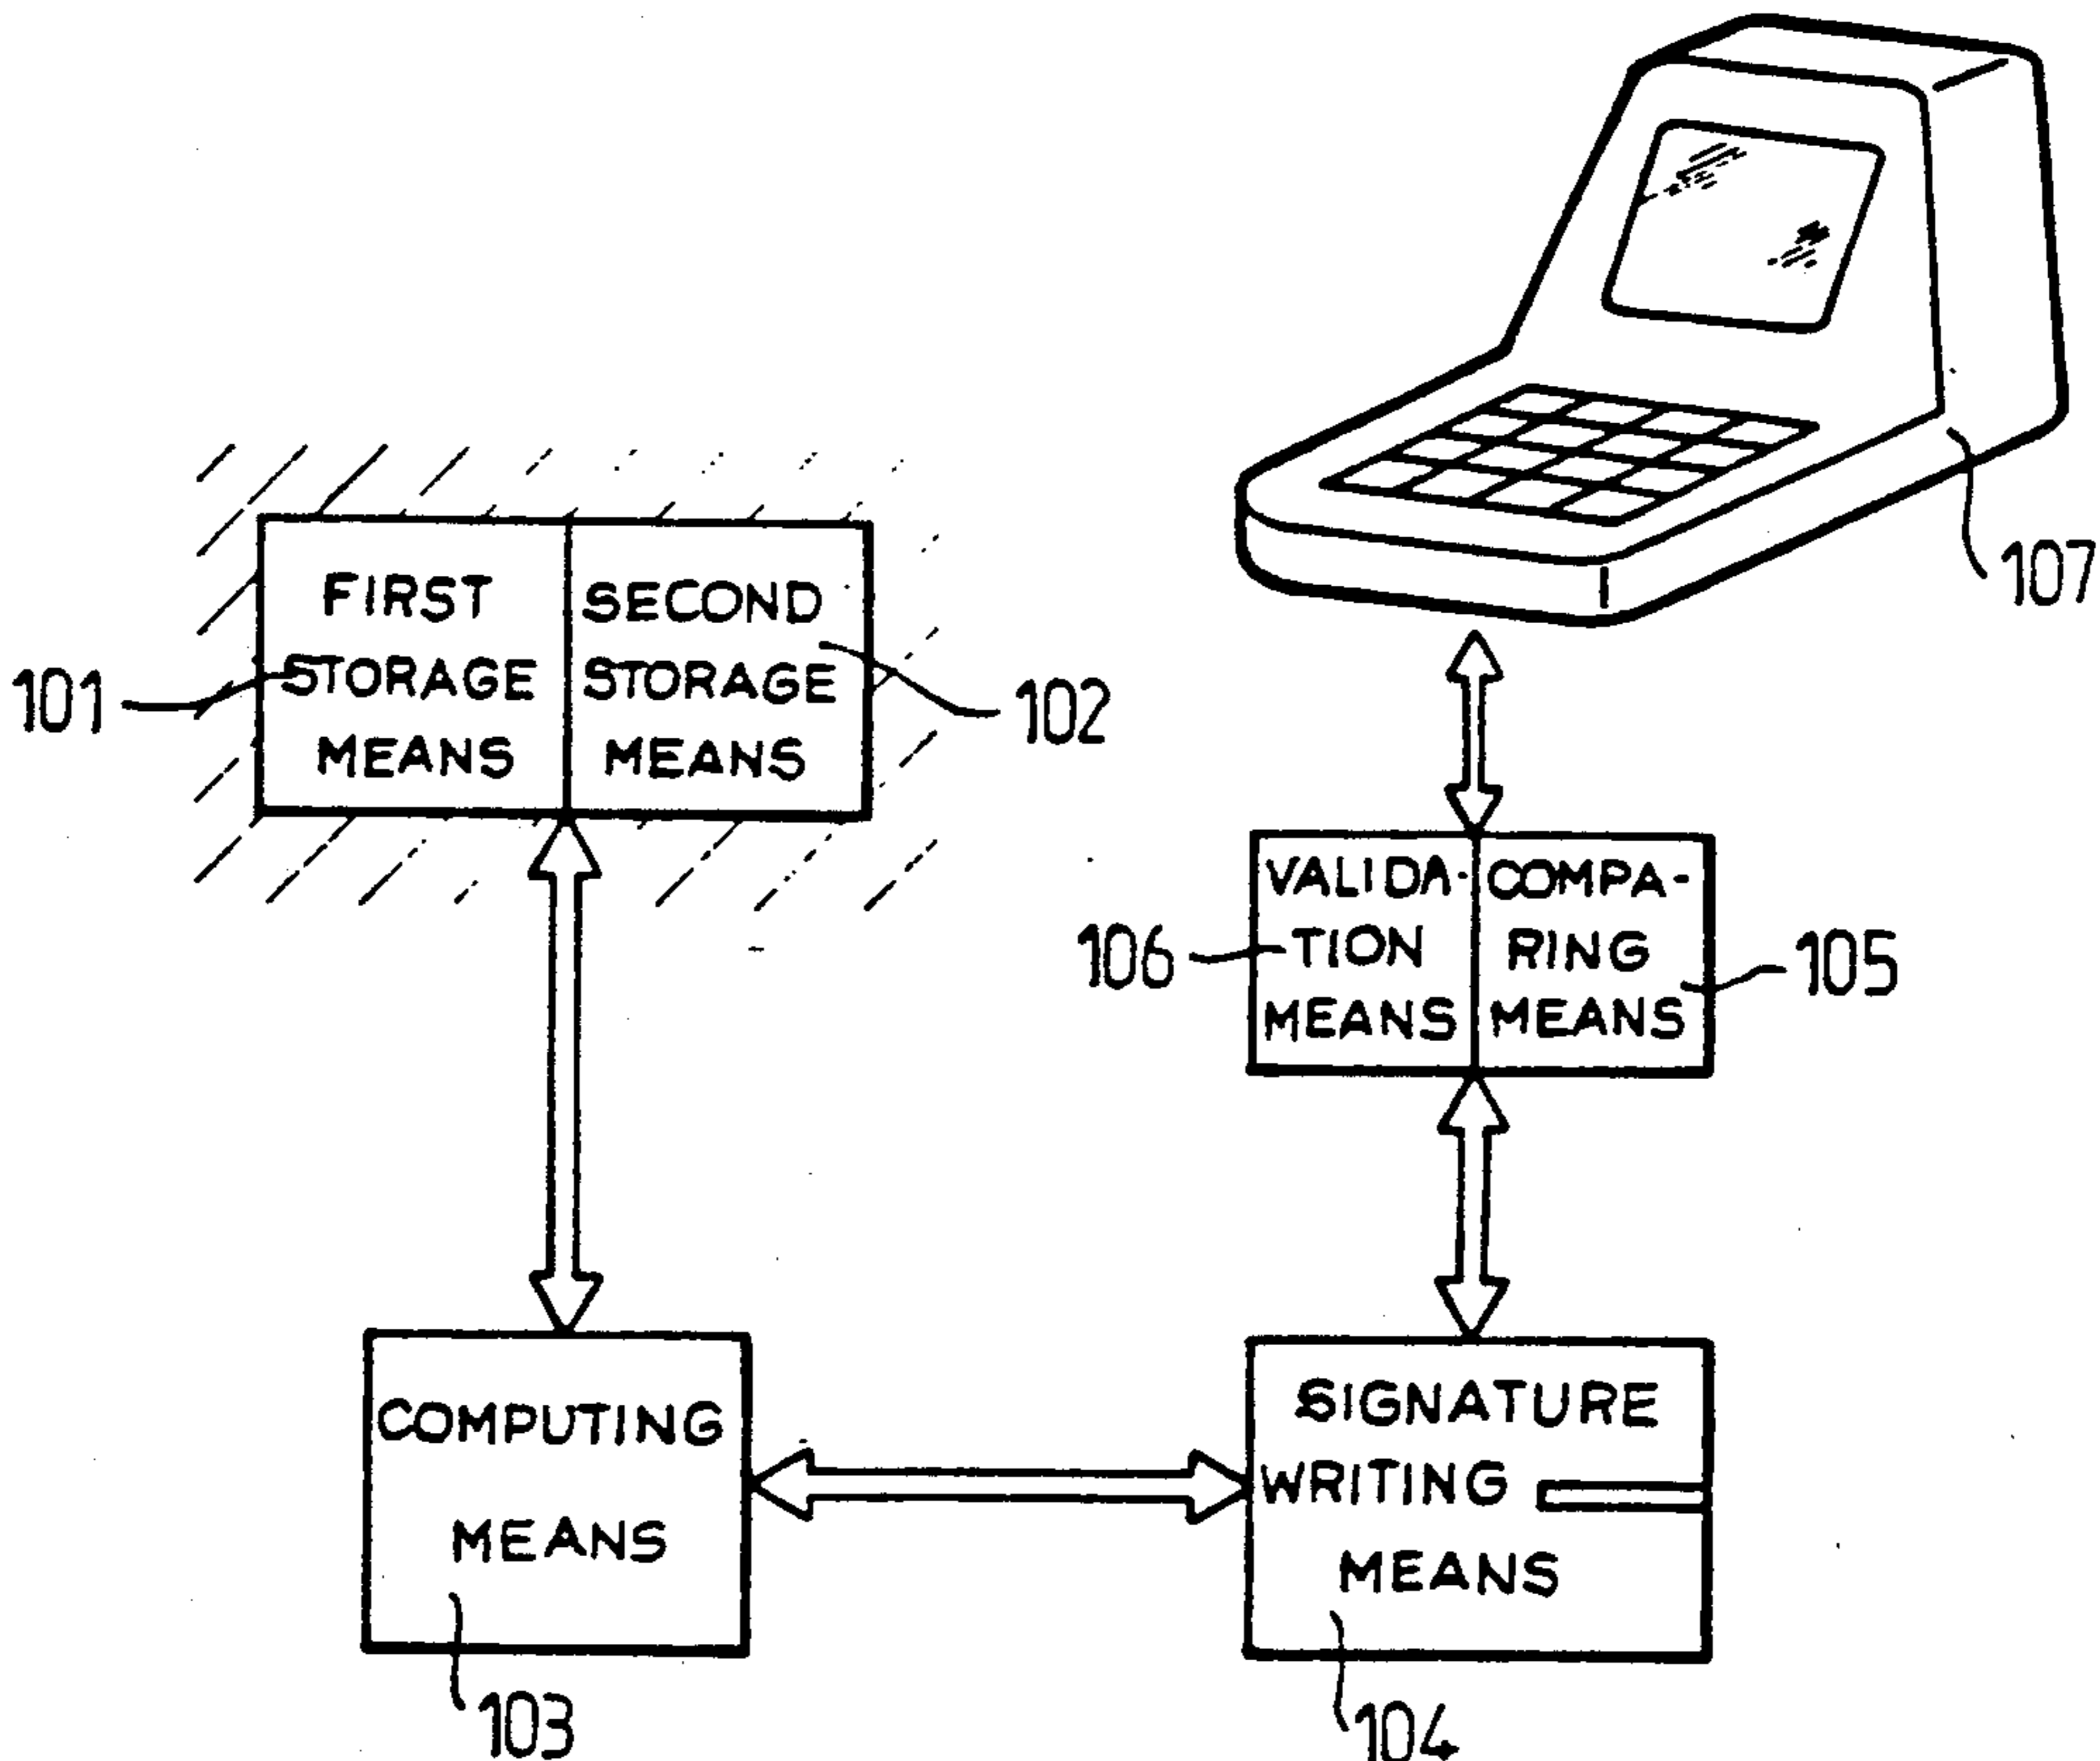 FIRST
STORAGE
MEANS
SECOND
STORAGE
MEANS
101
102
107
VALIDA-
TION
MEANS
COMPA-
RING
MEANS
106
105
COMPUTING
MEANS
103
SIGNATURE
WRITING
MEANS
104